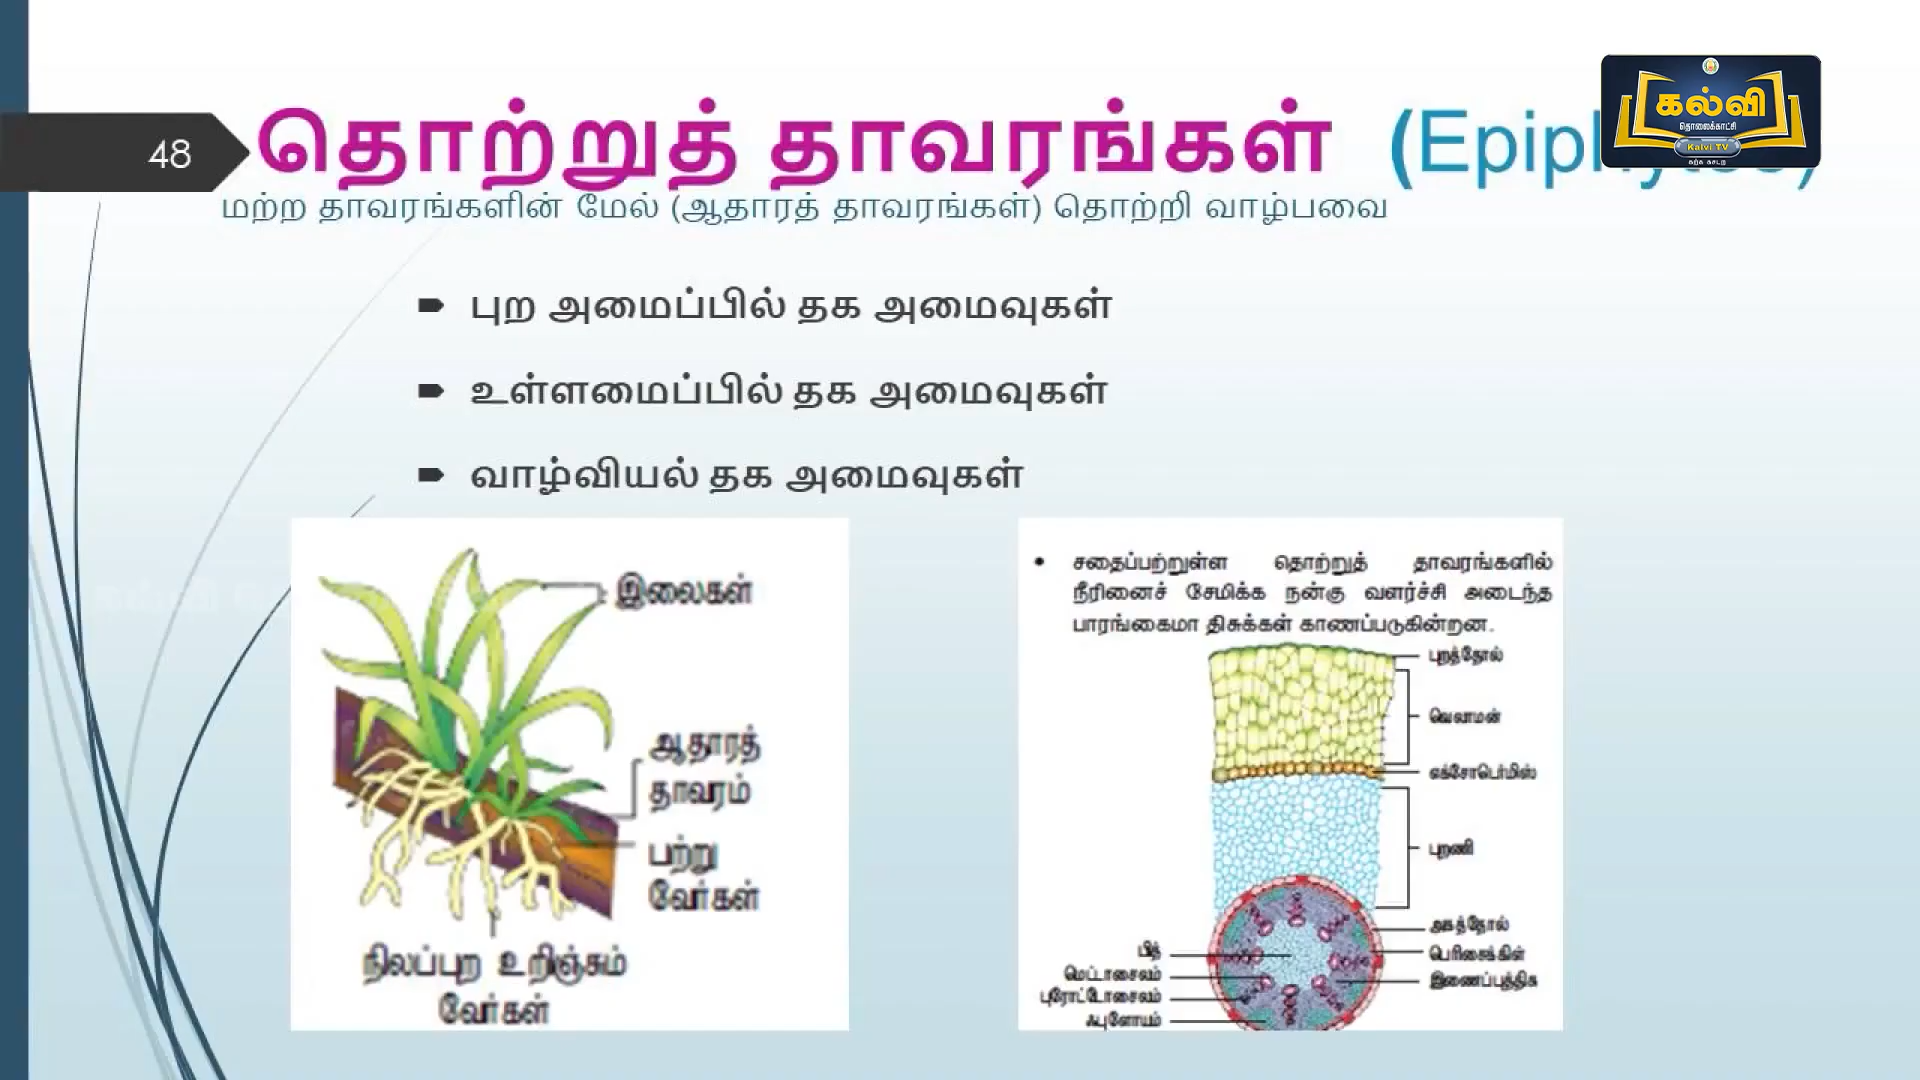 48
தொற்றுத் தாவரங்கள்
மற்ற தாவரங்களின் மேல் (ஆதாரத் தாவரங்கள்) தொற்றி வாழ்பவை
கல்வி
தொலைக்காட்சி
Kalvi TV
கற்க கசடற
புற அமைப்பில் தக அமைவுகள்
உள்ளமைப்பில் தக அமைவுகள்
வாழ்வியல் தக அமைவுகள்
இலைகள்
ஆதாரத்
தாவரம்
பற்று
வேர்கள்
நிலப்புற உறிஞ்சும்
வேர்கள்
• சதைப்பற்றுள்ள தொற்றுத் தாவரங்களில்
நீரினைச் சேமிக்க நன்கு வளர்ச்சி அடைந்த
பாரங்கைமா திசுக்கள் காணப்படுகின்றன.
புறத்தோல்
வெலாமன்
எக்சோடெர்மிஸ்
புறணி
அகத்தோல்
பெரிசைக்கிள்
இணைப்புத்திசு
பித்
மெட்டாசைலம்
புரோட்டோசைலம்
ஃபுளோயம்